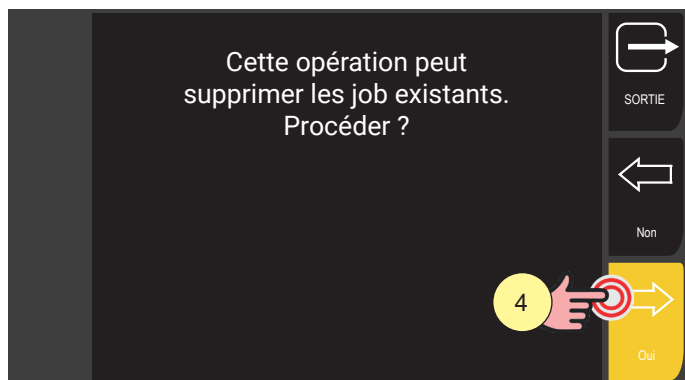 Cette opération peut
supprimer les job existants.
Procéder ?
SORTIE
Non
4
Oui